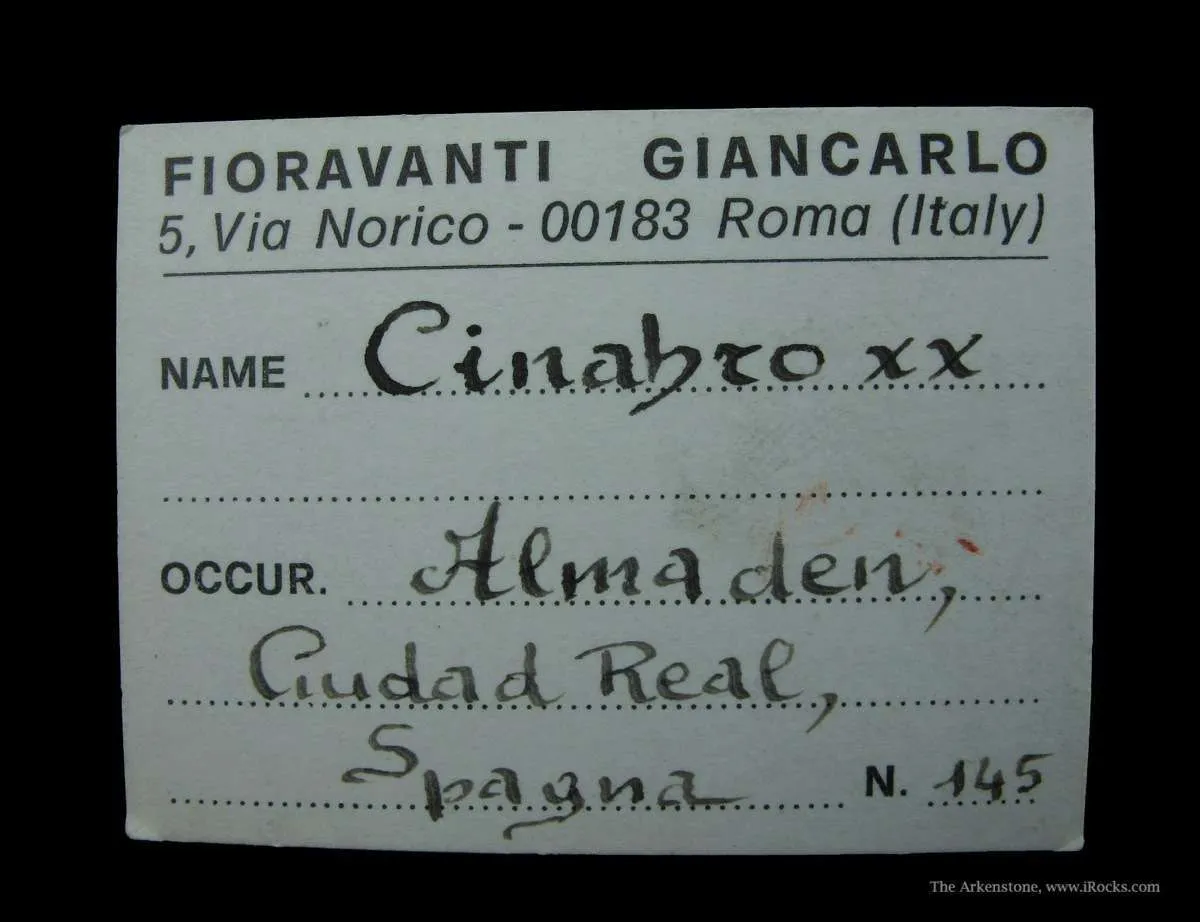 FIORAVANTI GIANCARLO
5, Via Norico - 00183 Roma (Italy)
NAME Cinabro xx
OCCUR. Almaden,
Ciudad Real,
Spagna N. 145
The Arkenstone, www.iRocks.com